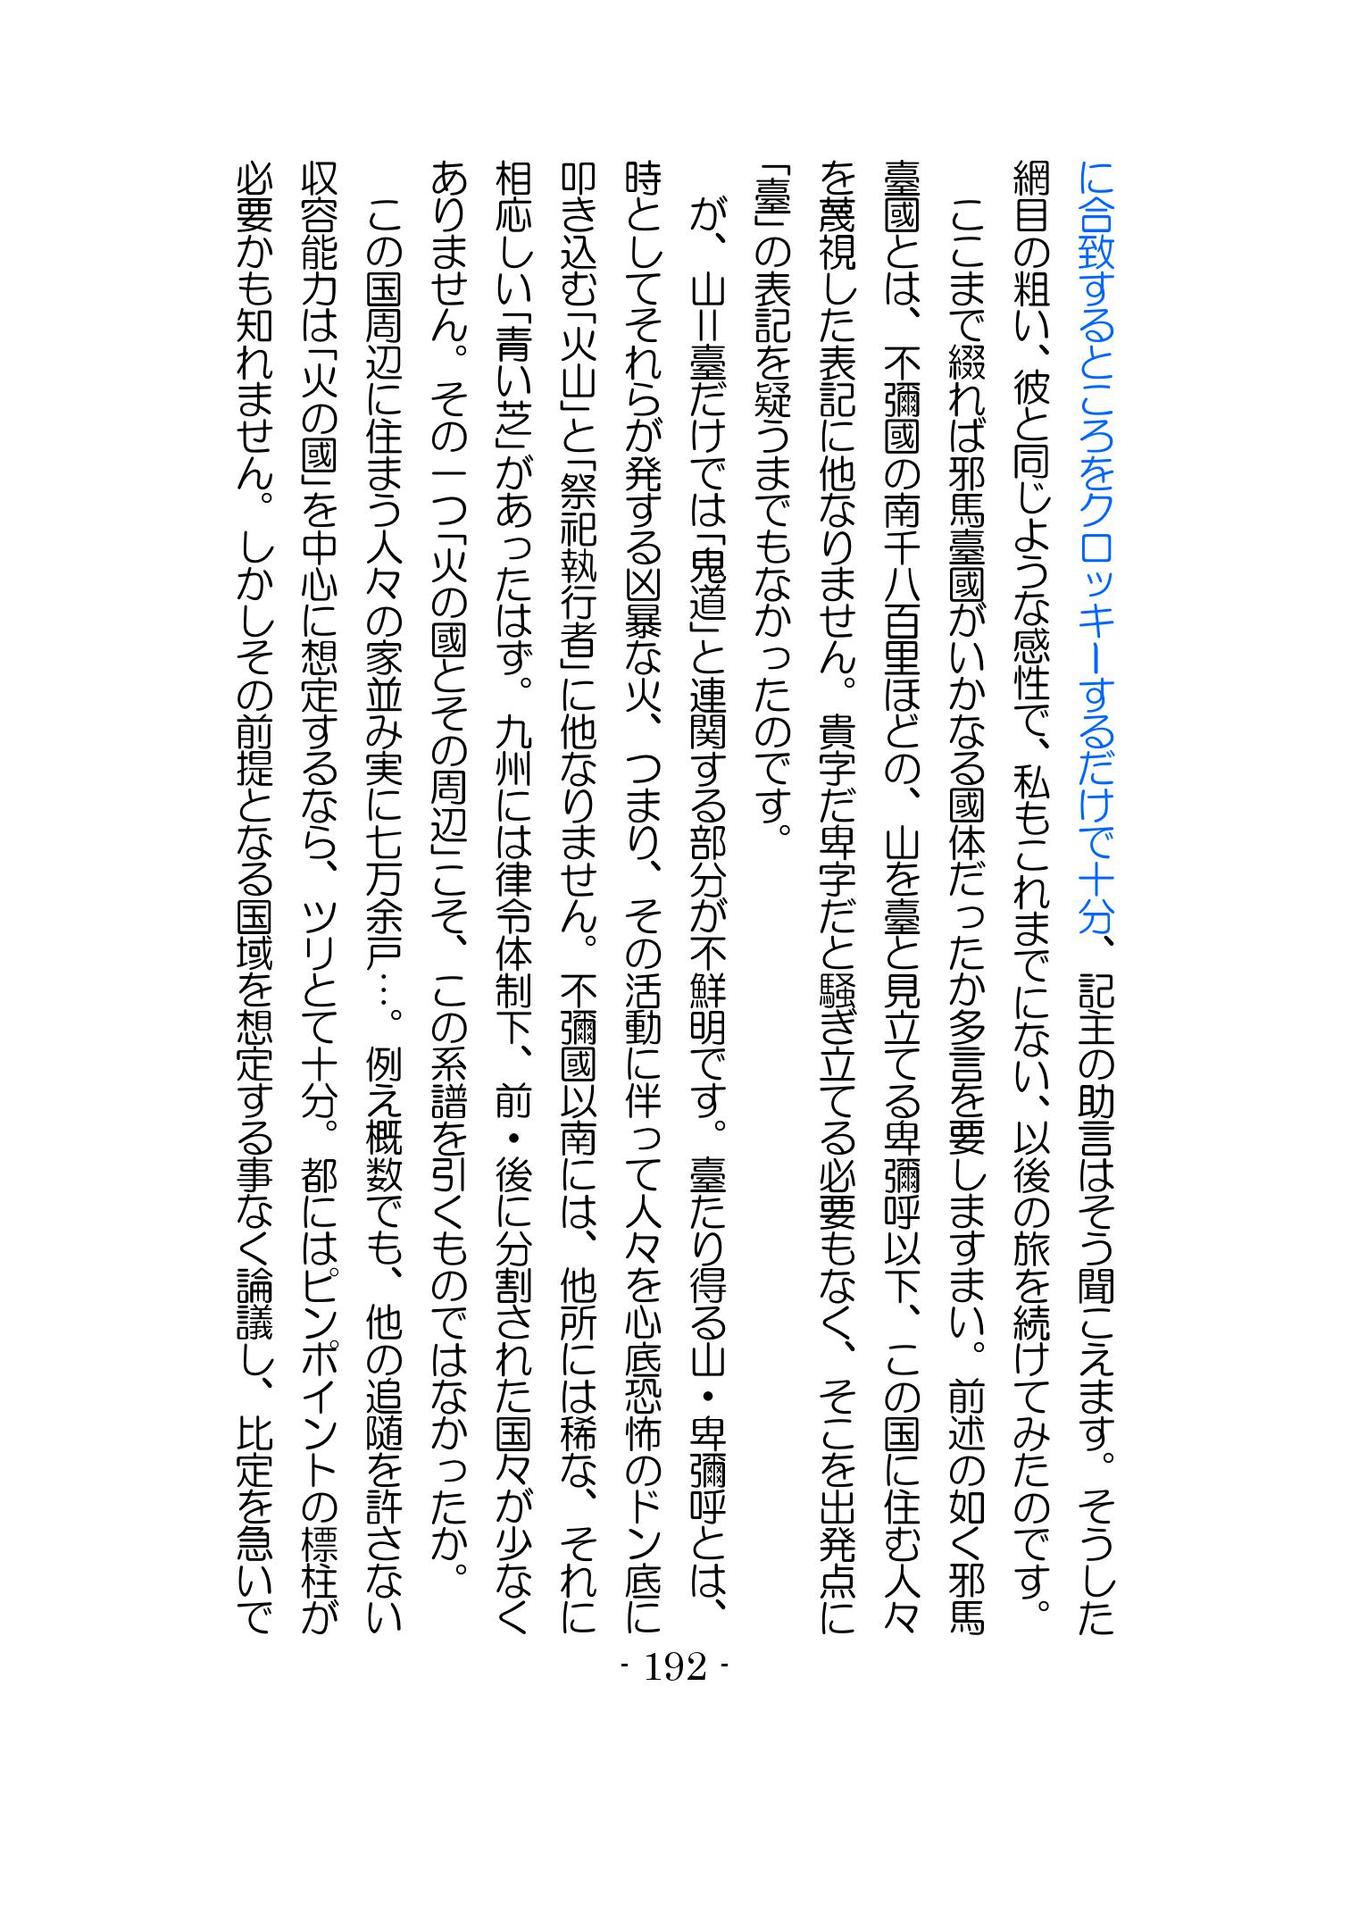 に合致するところをクロッキーするだけで十分、記主の助言はそう聞こえます。そうした
網目の粗い、彼と同じような感性で、私もこれまでにない、以後の旅を続けてみたのです。
ここまで綴れば邪馬臺國がいかなる國体だったか多言を要しますまい。前述の如く邪馬
臺國とは、不彌國の南千八百里ほどの、山を臺と見立てる卑彌呼以下、この国に住む人々
を蔑視した表記に他なりません。貴字だ卑字だと騒ぎ立てる必要もなく、そこを出発点に
「臺」の表記を疑うまでもなかったのです。
が、山＝臺だけでは「鬼道」と連関する部分が不鮮明です。臺たり得る山・卑彌呼とは、
時としてそれらが発する凶暴な火、つまり、その活動に伴って人々を心底恐怖のドン底に
叩き込む「火山」と「祭祀執行者」に他なりません。不彌國以南には、他所には稀な、それに
相応しい「青い芝」があったはず。九州には律令体制下、前・後に分割された国々が少なく
ありません。その一つ「火の國とその周辺」こそ、この系譜を引くものではなかったか。
この国周辺に住まう人々の家並み実に七万余戸…。例え概数でも、他の追随を許さない
収容能力は「火の國」を中心に想定するなら、ツリとて十分。都にはピンポイントの標柱が
必要かも知れません。しかしその前提となる国域を想定する事なく論議し、比定を急いで
- 192 -